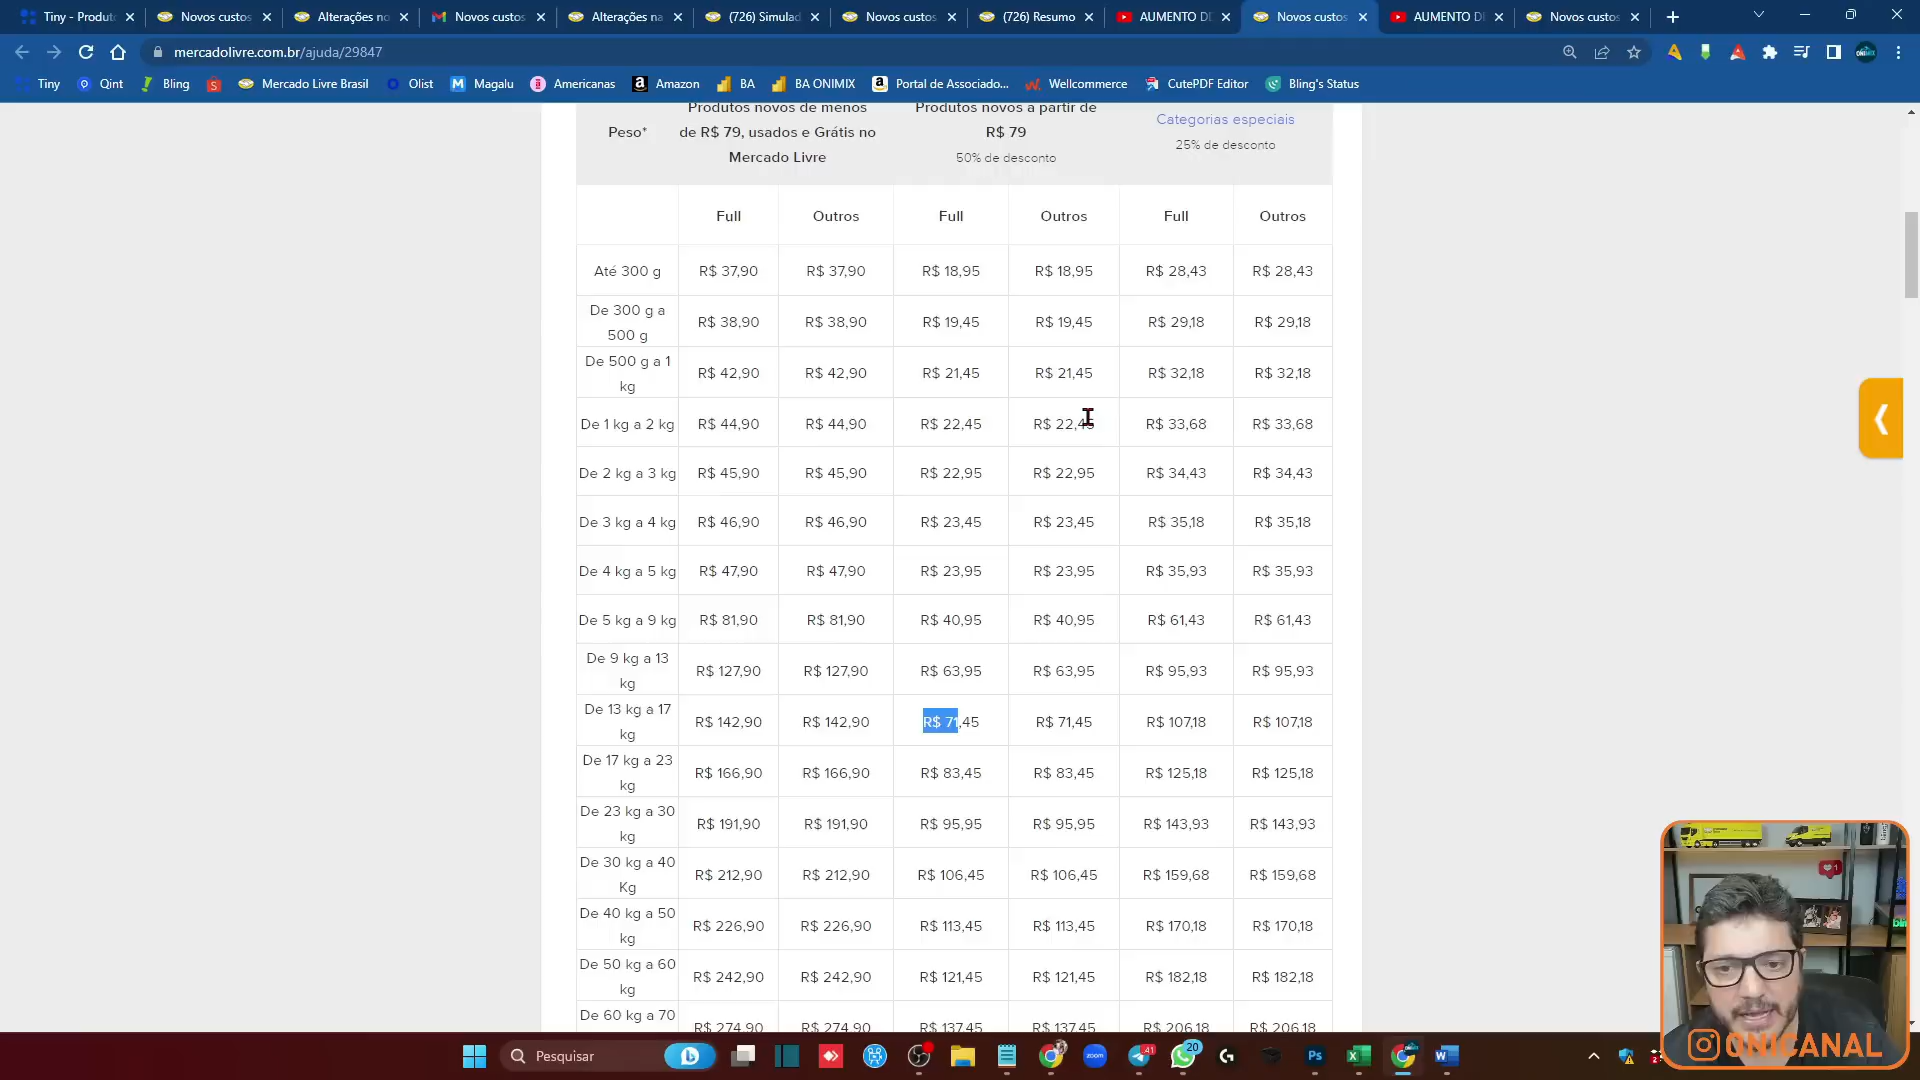 Tiny - Produt
Novos custos
Alterações no
Novos custos
Alterações na
(726) Simulad
Novos custos
(726) Resumo
AUMENTO D
Novos custos
AUMENTO D
Novos custos
mercadolivre.com.br/ajuda/29847
Tiny
Qint
Bling
Mercado Livre Brasil
Olist
Magalu
Americanas
Amazon
BA
BA ONIMIX
Portal de Associado...
Wellcommerce
CutePDF Editor
Bling's Status
Peso*
Produtos novos de menos
de R$ 79, usados e Grátis no
Mercado Livre
Produtos novos a partir de
R$ 79
50% de desconto
Categorias especiais
25% de desconto
Full Outros Full Outros Full Outros
Até 300 g R$ 37,90 R$ 37,90 R$ 18,95 R$ 18,95 R$ 28,43 R$ 28,43
De 300 g a
500 g R$ 38,90 R$ 38,90 R$ 19,45 R$ 19,45 R$ 29,18 R$ 29,18
De 500 g a 1
kg R$ 42,90 R$ 42,90 R$ 21,45 R$ 21,45 R$ 32,18 R$ 32,18
De 1 kg a 2 kg R$ 44,90 R$ 44,90 R$ 22,45 R$ 22,45 R$ 33,68 R$ 33,68
De 2 kg a 3 kg R$ 45,90 R$ 45,90 R$ 22,95 R$ 22,95 R$ 34,43 R$ 34,43
De 3 kg a 4 kg R$ 46,90 R$ 46,90 R$ 23,45 R$ 23,45 R$ 35,18 R$ 35,18
De 4 kg a 5 kg R$ 47,90 R$ 47,90 R$ 23,95 R$ 23,95 R$ 35,93 R$ 35,93
De 5 kg a 9 kg R$ 81,90 R$ 81,90 R$ 40,95 R$ 40,95 R$ 61,43 R$ 61,43
De 9 kg a 13
kg R$ 127,90 R$ 127,90 R$ 63,95 R$ 63,95 R$ 95,93 R$ 95,93
De 13 kg a 17
kg R$ 142,90 R$ 142,90 R$ 71,45 R$ 71,45 R$ 107,18 R$ 107,18
De 17 kg a 23
kg R$ 166,90 R$ 166,90 R$ 83,45 R$ 83,45 R$ 125,18 R$ 125,18
De 23 kg a 30
kg R$ 191,90 R$ 191,90 R$ 95,95 R$ 95,95 R$ 143,93 R$ 143,93
De 30 kg a 40
Kg R$ 212,90 R$ 212,90 R$ 106,45 R$ 106,45 R$ 159,68 R$ 159,68
De 40 kg a 50
kg R$ 226,90 R$ 226,90 R$ 113,45 R$ 113,45 R$ 170,18 R$ 170,18
De 50 kg a 60
kg R$ 242,90 R$ 242,90 R$ 121,45 R$ 121,45 R$ 182,18 R$ 182,18
De 60 kg a 70
R$ 274,90 R$ 274,90 R$ 137,45 R$ 137,45 R$ 206,18 R$ 206,18
ONICANAL
Pesquisar
41
20